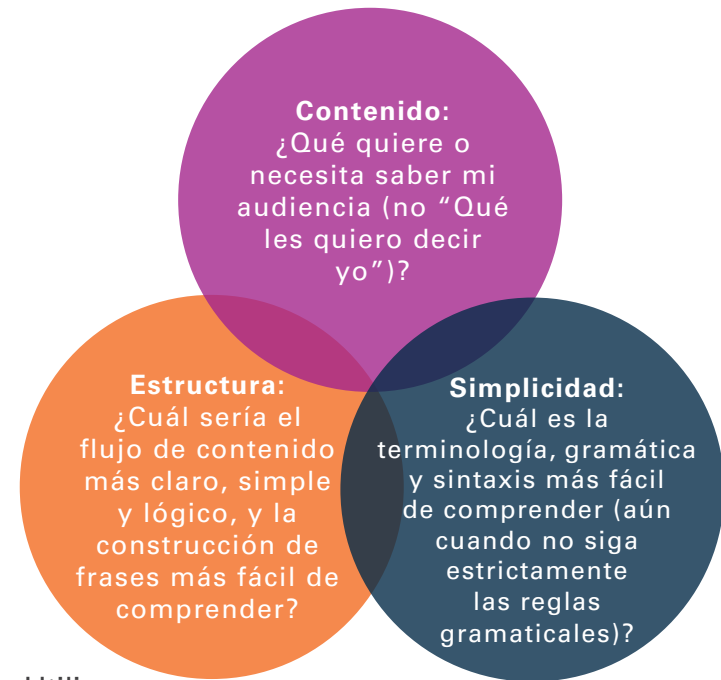 Contenido:
¿Qué quiere o
necesita saber mi
audiencia (no “Qué
les quiero decir
yo”)?
Estructura:
¿Cuál sería el
flujo de contenido
más claro, simple
y lógico, y la
construcción de
frases más fácil de
comprender?
Simplicidad:
¿Cuál es la
terminología, gramática
y sintaxis más fácil
de comprender (aún
cuando no siga
estrictamente
las reglas
gramaticales)?